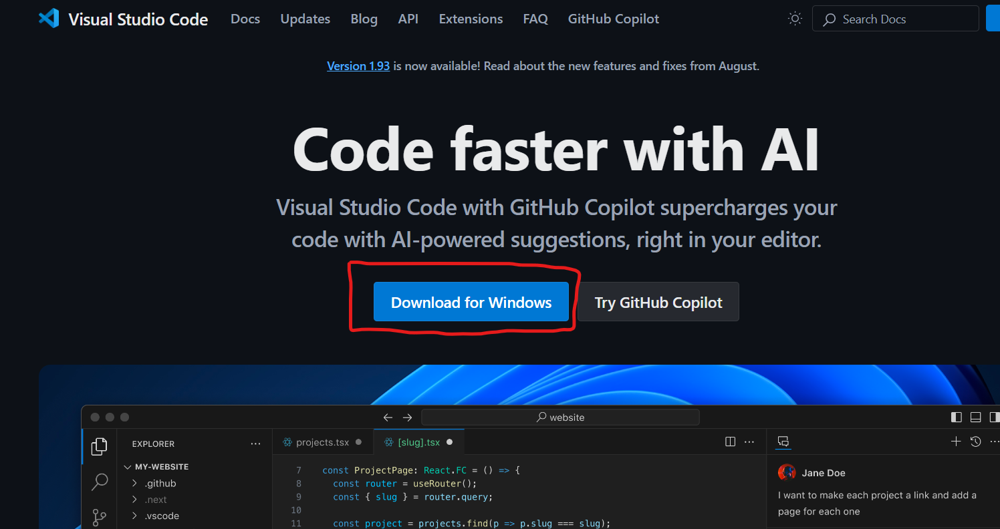 Visual Studio Code Docs Updates Blog API Extensions FAQ GitHub Copilot Search Docs
Version 1.93 is now available! Read about the new features and fixes from August.
Code faster with AI
Visual Studio Code with GitHub Copilot supercharges your
code with AI-powered suggestions, right in your editor.
Download for Windows Try GitHub Copilot
website
EXPLORER ··· projects.tsx [slug].tsx ···
MY-WEBSITE
.github
.next
.vscode
7 const ProjectPage: React.FC = () => {
8 const router = useRouter();
9 const { slug } = router.query;
10
11 const project = projects.find(p => p.slug === slug);
Jane Doe
I want to make each project a link and add a
page for each one